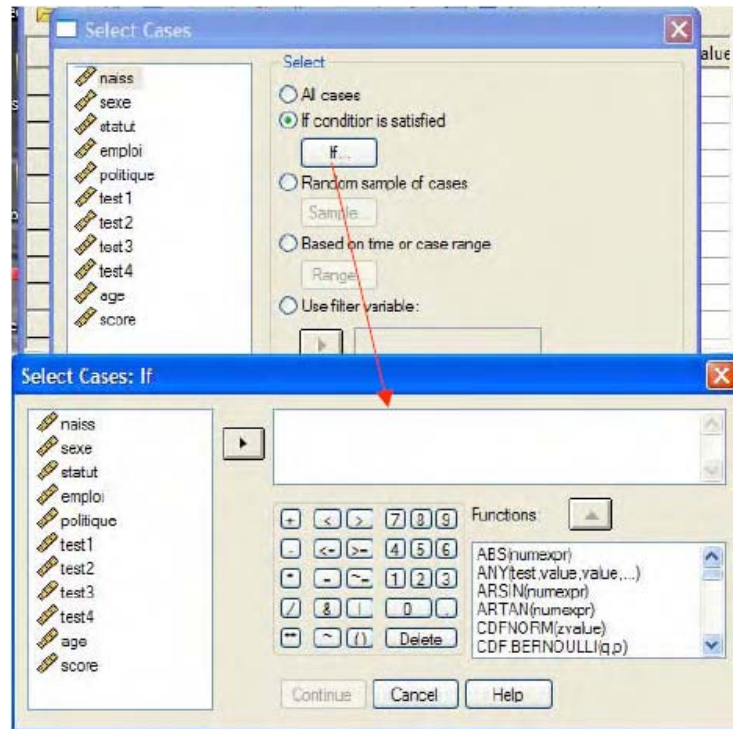 Select Cases
alue
naiss
sexe
statut
emploi
politique
test1
test2
test3
test4
age
score
Select
All cases
If condition is satisfied
If...
Random sample of cases
Sample...
Based on time or case range
Range...
Use filter variable:
Select Cases: If
naiss
sexe
statut
emploi
politique
test1
test2
test3
test4
age
score
+ < > 7 8 9
- <= >= 4 5 6
* = ~= 1 2 3
/ & | 0 .
** ~ () Delete
Functions:
ABS(numexpr)
ANY(test,value,value,...)
ARSIN(numexpr)
ARTAN(numexpr)
CDFNORM(zvalue)
CDF.BERNOULLI(q,p)
Continue Cancel Help